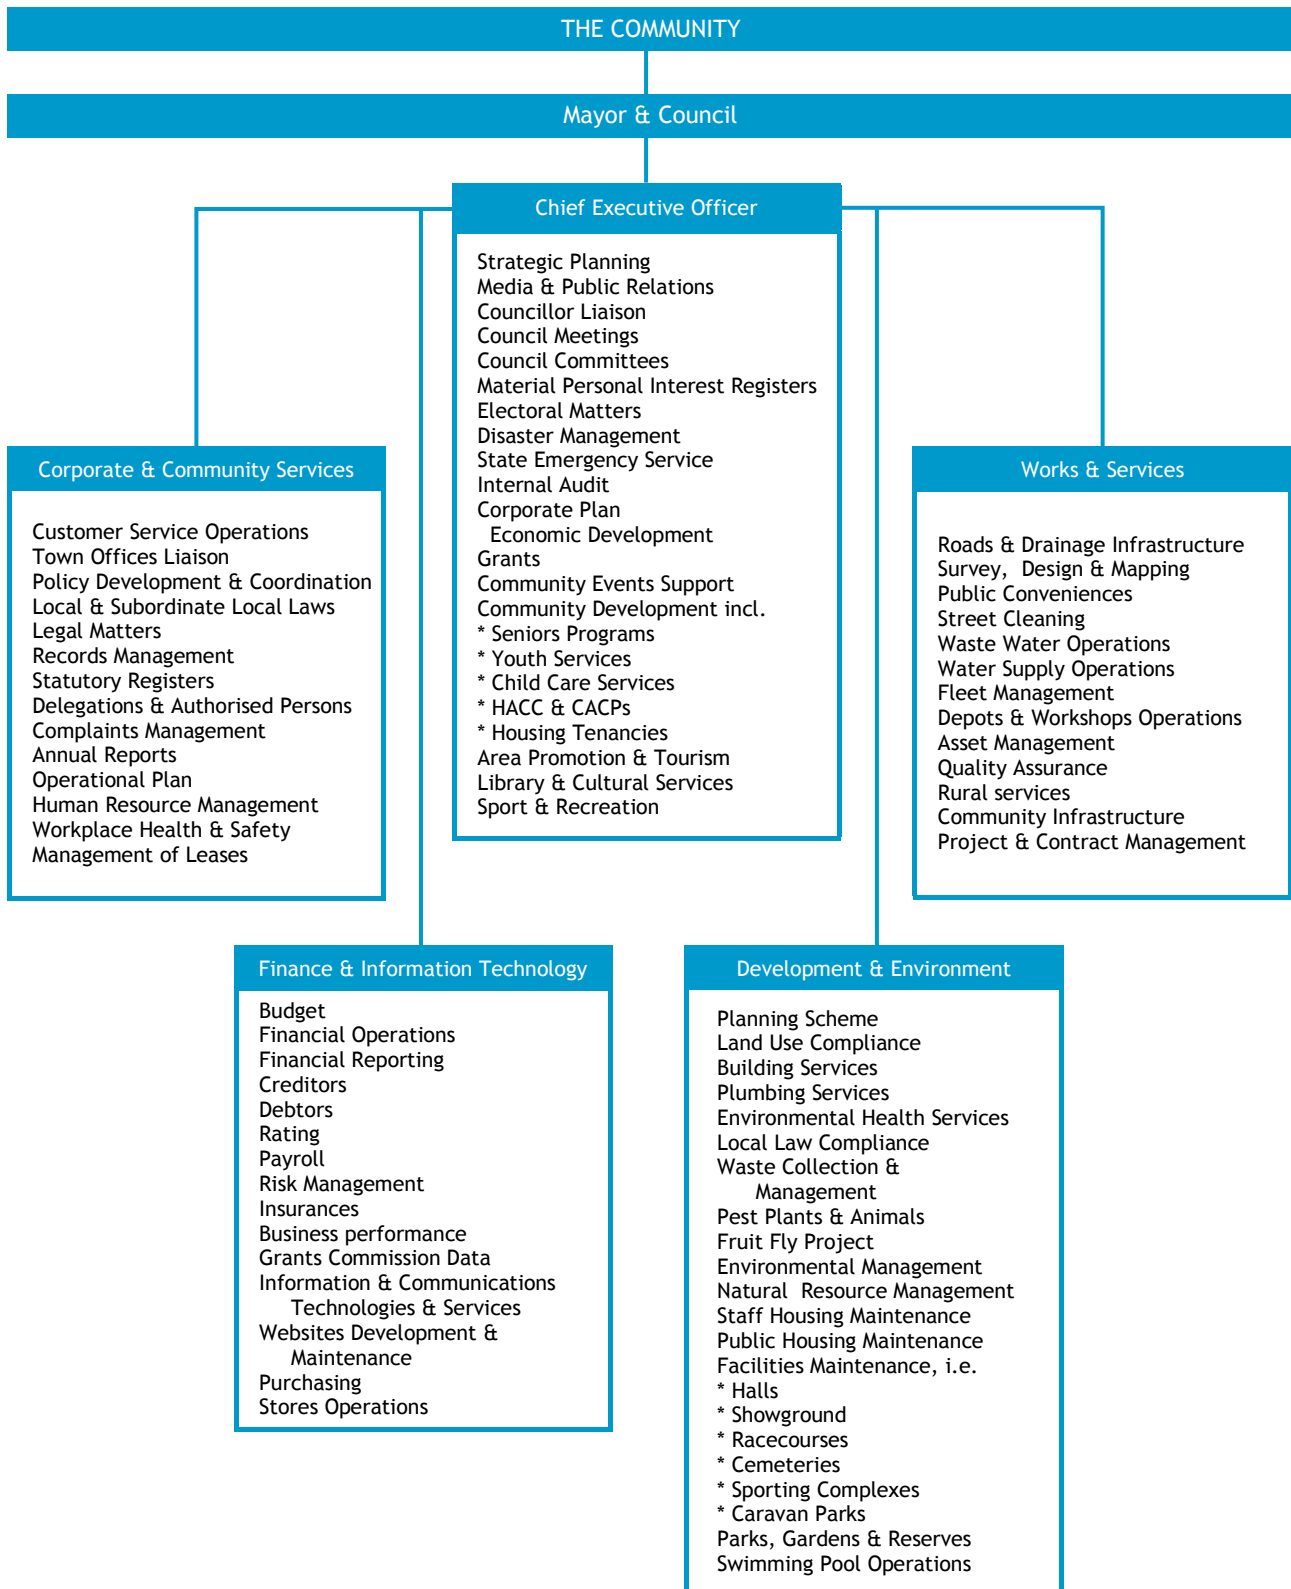 THE COMMUNITY
Mayor & Council
Chief Executive Officer
Strategic Planning
Media & Public Relations
Councillor Liaison
Council Meetings
Council Committees
Material Personal Interest Registers
Electoral Matters
Disaster Management
State Emergency Service
Internal Audit
Corporate Plan
Economic Development
Grants
Community Events Support
Community Development incl.
* Seniors Programs
* Youth Services
* Child Care Services
* HACC & CACPs
* Housing Tenancies
Area Promotion & Tourism
Library & Cultural Services
Sport & Recreation
Corporate & Community Services
Customer Service Operations
Town Offices Liaison
Policy Development & Coordination
Local & Subordinate Local Laws
Legal Matters
Records Management
Statutory Registers
Delegations & Authorised Persons
Complaints Management
Annual Reports
Operational Plan
Human Resource Management
Workplace Health & Safety
Management of Leases
Works & Services
Roads & Drainage Infrastructure
Survey, Design & Mapping
Public Conveniences
Street Cleaning
Waste Water Operations
Water Supply Operations
Fleet Management
Depots & Workshops Operations
Asset Management
Quality Assurance
Rural services
Community Infrastructure
Project & Contract Management
Finance & Information Technology
Budget
Financial Operations
Financial Reporting
Creditors
Debtors
Rating
Payroll
Risk Management
Insurances
Business performance
Grants Commission Data
Information & Communications
Technologies & Services
Websites Development &
Maintenance
Purchasing
Stores Operations
Development & Environment
Planning Scheme
Land Use Compliance
Building Services
Plumbing Services
Environmental Health Services
Local Law Compliance
Waste Collection &
Management
Pest Plants & Animals
Fruit Fly Project
Environmental Management
Natural Resource Management
Staff Housing Maintenance
Public Housing Maintenance
Facilities Maintenance, i.e.
* Halls
* Showground
* Racecourses
* Cemeteries
* Sporting Complexes
* Caravan Parks
Parks, Gardens & Reserves
Swimming Pool Operations